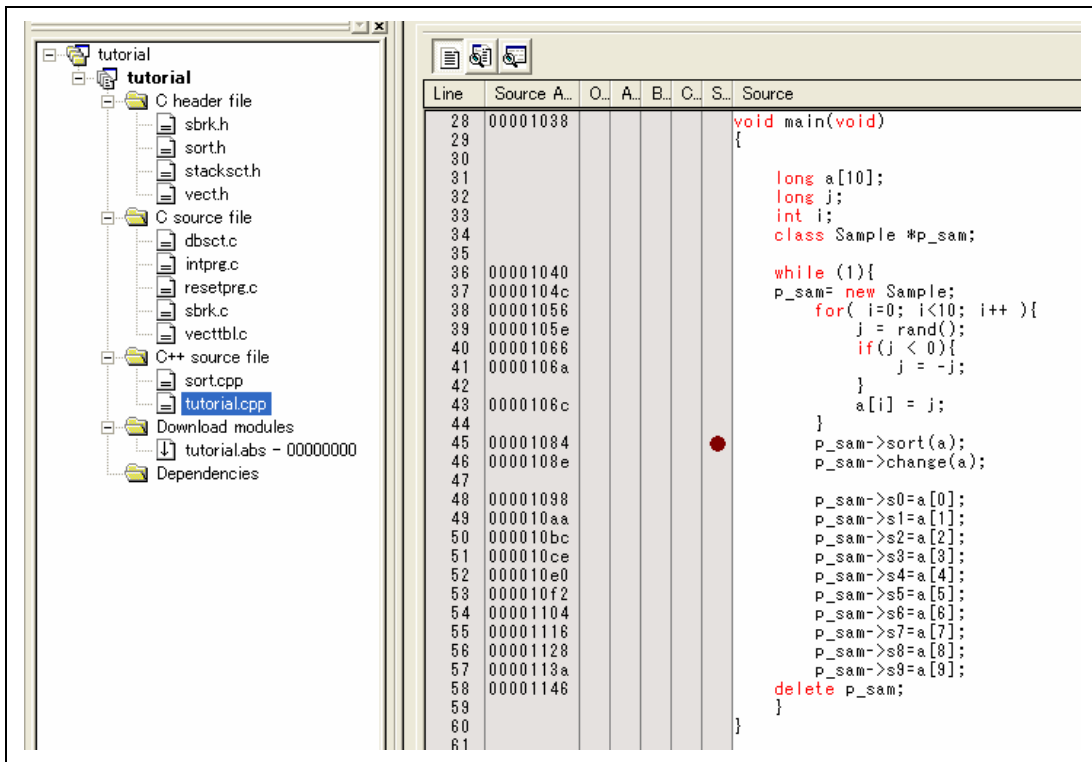 tutorial
tutorial
C header file
sbrk.h
sort.h
stacksct.h
vect.h
C source file
dbsct.c
intprg.c
resetprg.c
sbrk.c
vecttbl.c
C++ source file
sort.cpp
tutorial.cpp
Download modules
tutorial.abs - 00000000
Dependencies
Line Source A... O... A... B... C... S... Source
28 00001038 void main(void)
29 {
30
31 long a[10];
32 long j;
33 int i;
34 class Sample *p_sam;
35
36 00001040 while (1){
37 0000104c p_sam= new Sample;
38 00001056 for( i=0; i<10; i++ ){
39 0000105e j = rand();
40 00001066 if(j < 0){
41 0000106a j = -j;
42 }
43 0000106c a[i] = j;
44 }
45 00001084 p_sam->sort(a);
46 0000108e p_sam->change(a);
47
48 00001098 p_sam->s0=a[0];
49 000010aa p_sam->s1=a[1];
50 000010bc p_sam->s2=a[2];
51 000010ce p_sam->s3=a[3];
52 000010e0 p_sam->s4=a[4];
53 000010f2 p_sam->s5=a[5];
54 00001104 p_sam->s6=a[6];
55 00001116 p_sam->s7=a[7];
56 00001128 p_sam->s8=a[8];
57 0000113a p_sam->s9=a[9];
58 00001146 delete p_sam;
59 }
60 }
61